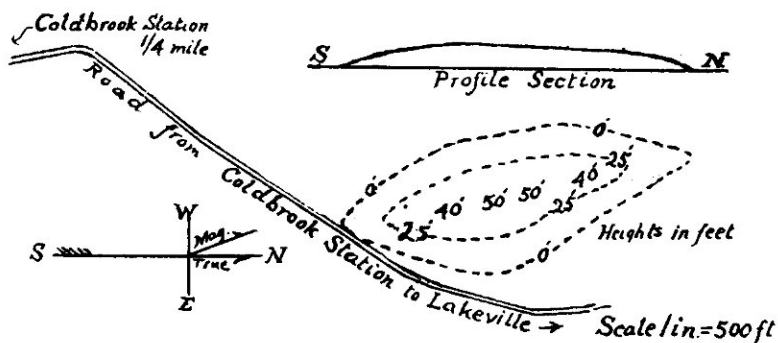 Coldbrook Station
1/4 mile
Road from Coldbrook Station to Lakeville →
S N
Profile Section
0'
25'
40'
50'
50'
40'
25'
0'
25'
0'
Heights in feet
W
Mag.
S N
True
E
Scale 1 in. = 500 ft